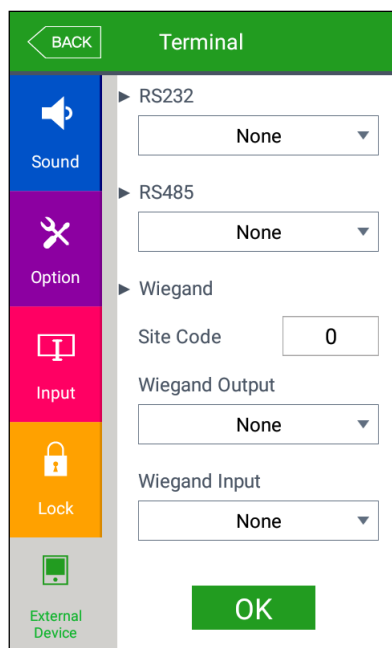 BACK
Terminal
Sound
Option
Input
Lock
External
Device
► RS232
None
► RS485
None
► Wiegand
Site Code 0
Wiegand Output
None
Wiegand Input
None
OK